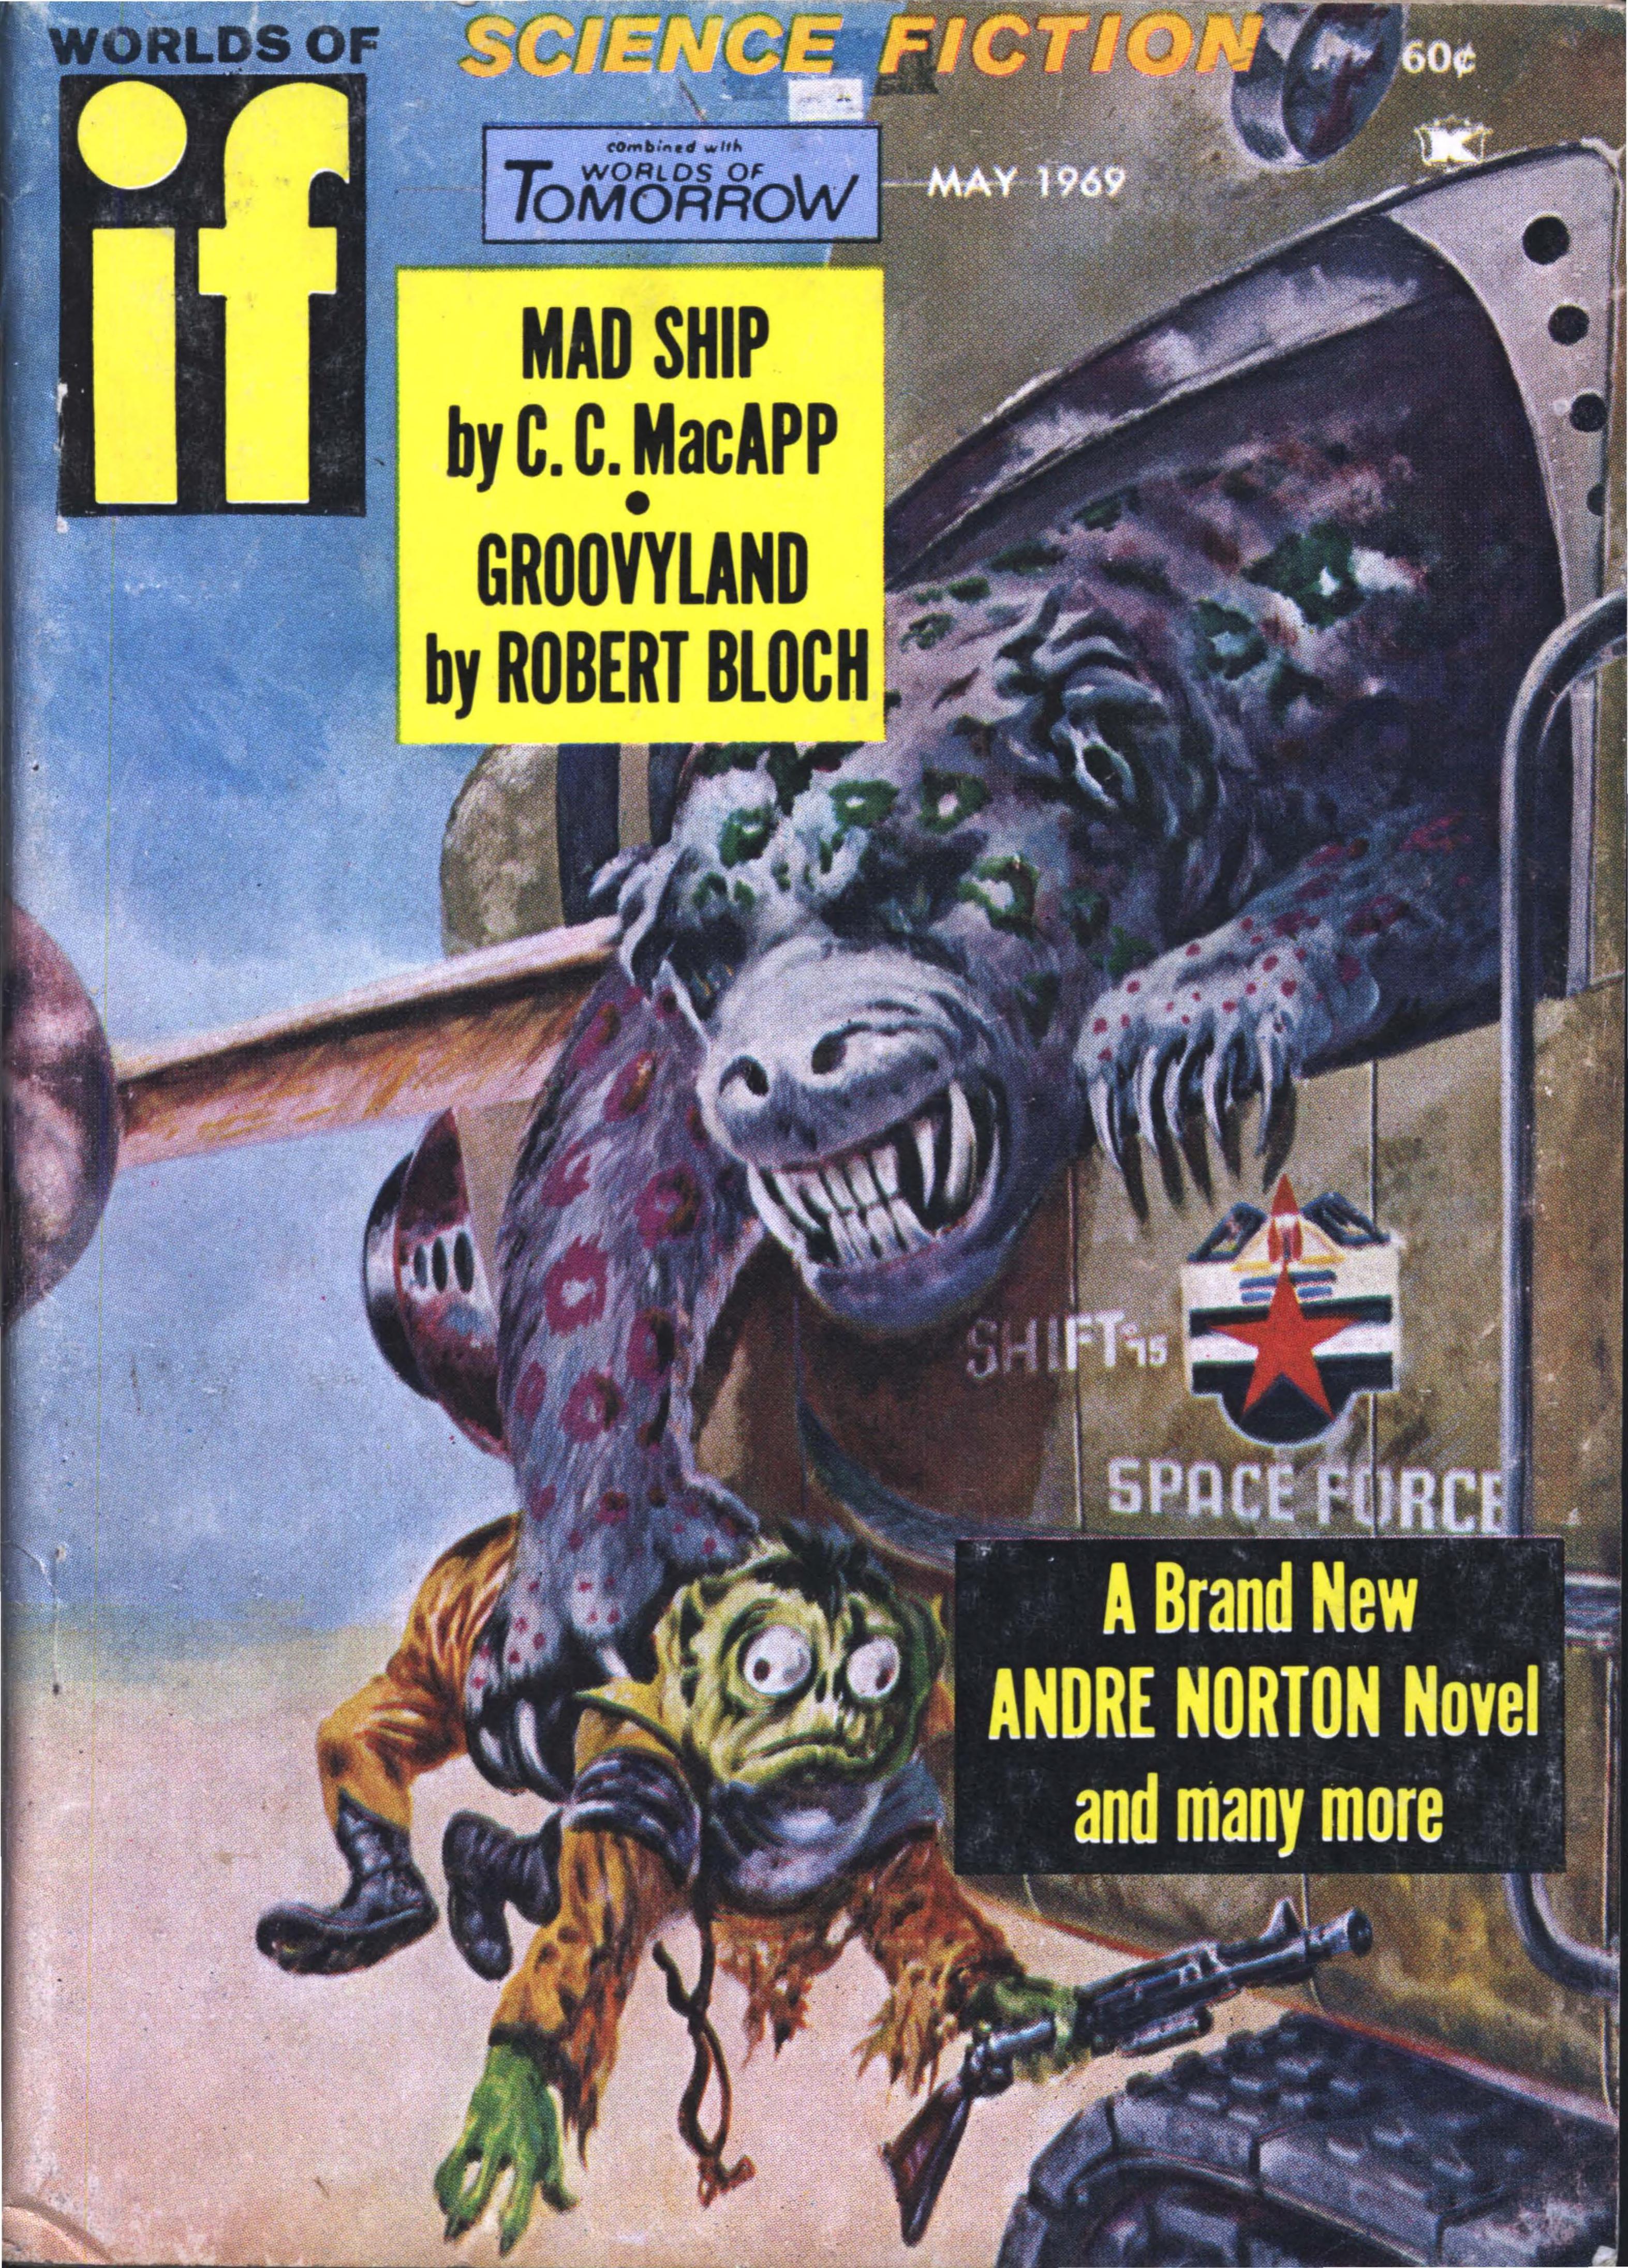 WORLDS OF
if
SCIENCE FICTION
60¢
K
combined with
WORLDS OF
TOMORROW
MAY 1969
MAD SHIP
by C. C. MacAPP
•
GROOVYLAND
by ROBERT BLOCH
SHIFT
SPACE FORCE
A Brand New
ANDRE NORTON Novel
and many more